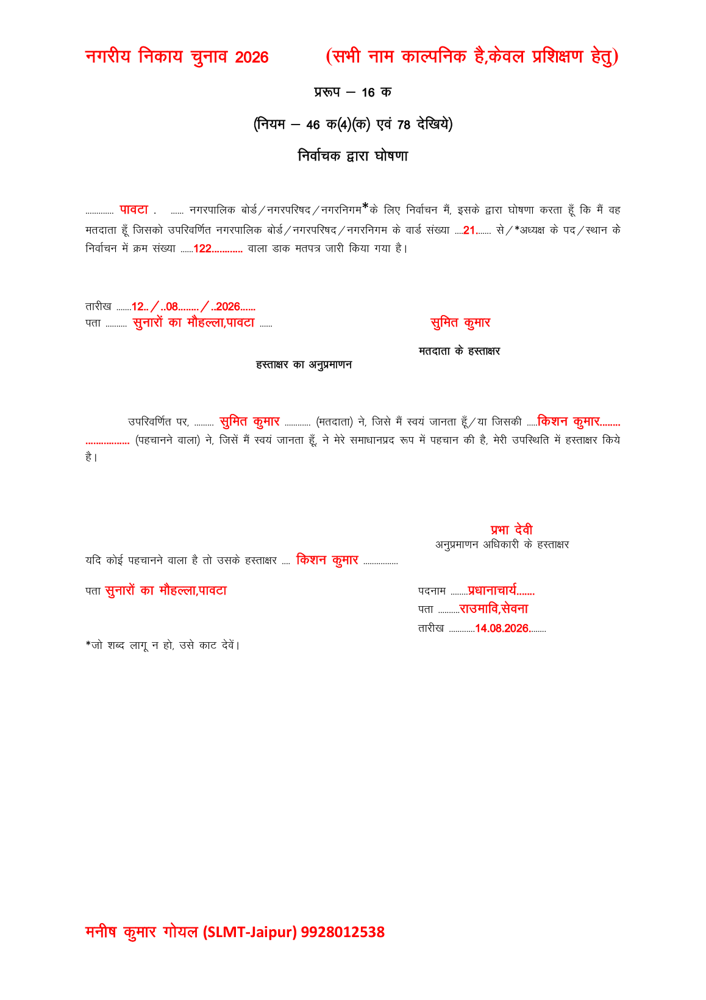 नगरीय निकाय चुनाव 2026 (सभी नाम काल्पनिक है,केवल प्रशिक्षण हेतु)
प्ररूप – 16 क
(नियम – 46 क(4)(क) एवं 78 देखिये)
निर्वाचक द्वारा घोषणा
............. पावटा . ...... नगरपालिक बोर्ड/नगरपरिषद/नगरनिगम*के लिए निर्वाचन मैं, इसके द्वारा घोषणा करता हूँ कि मैं वह
मतदाता हूँ जिसको उपरिवर्णित नगरपालिक बोर्ड/नगरपरिषद/नगरनिगम के वार्ड संख्या ....21....... से/*अध्यक्ष के पद/स्थान के
निर्वाचन में क्रम संख्या ......122............ वाला डाक मतपत्र जारी किया गया है।
तारीख .......12../..08......../..2026......
पता .......... सुनारों का मौहल्ला,पावटा ...... सुमित कुमार
मतदाता के हस्ताक्षर
हस्ताक्षर का अनुप्रमाणन
उपरिवर्णित पर, ......... सुमित कुमार ............ (मतदाता) ने, जिसे मैं स्वयं जानता हूँ/या जिसकी .....किशन कुमार........
................. (पहचानने वाला) ने, जिसें मैं स्वयं जानता हूँ, ने मेरे समाधानप्रद रूप में पहचान की है, मेरी उपस्थिति में हस्ताक्षर किये
है।
प्रभा देवी
अनुप्रमाणन अधिकारी के हस्ताक्षर
यदि कोई पहचानने वाला है तो उसके हस्ताक्षर .... किशन कुमार ................
पता सुनारों का मौहल्ला,पावटा पदनाम ........प्रधानाचार्य.......
पता ..........राउमावि,सेवना
तारीख ............14.08.2026........
*जो शब्द लागू न हो, उसे काट देवें।
मनीष कुमार गोयल (SLMT-Jaipur) 9928012538